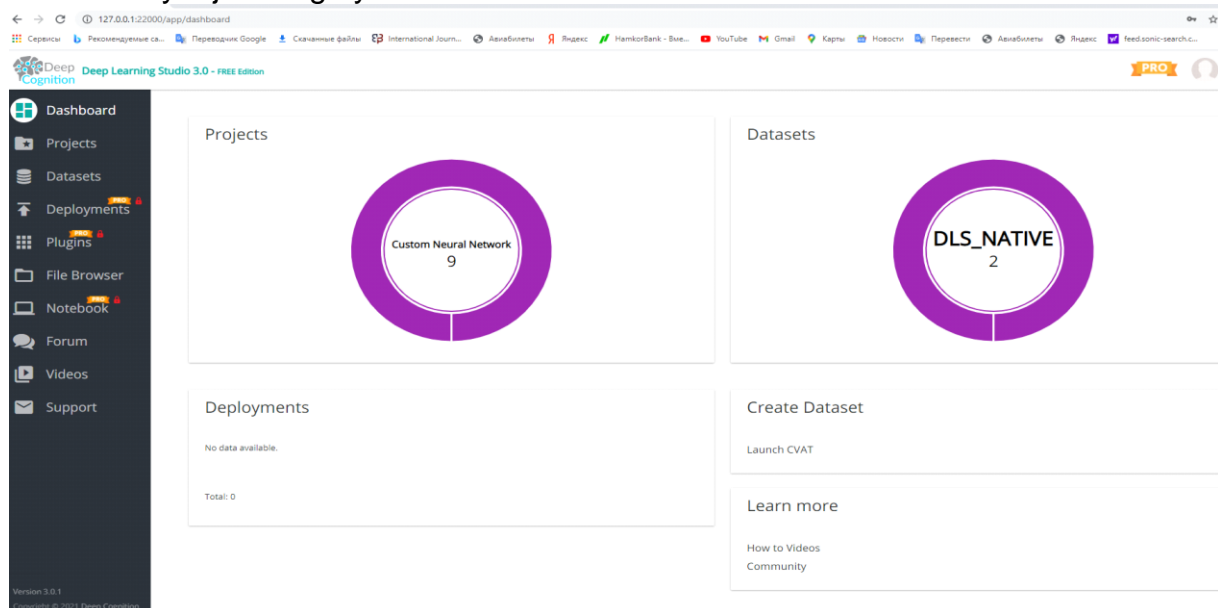 127.0.0.1:22000/app/dashboard
Сервисы Рекомендуемые са... Переводчик Google Скачанные файлы International Journ... Авиабилеты Яндекс HamkorBank - Вме... YouTube Gmail Карты Новости Перевести Авиабилеты Яндекс feed.sonic-search.c...
Deep Cognition
Deep Learning Studio 3.0 - FREE Edition
PRO
Dashboard
Projects
Datasets
Deployments PRO
Plugins PRO
File Browser
Notebook PRO
Forum
Videos
Support
Version 3.0.1
Copyright © 2021 Deep Cognition
Projects
Custom Neural Network
9
Datasets
DLS_NATIVE
2
Deployments
No data available.
Total: 0
Create Dataset
Launch CVAT
Learn more
How to Videos
Community